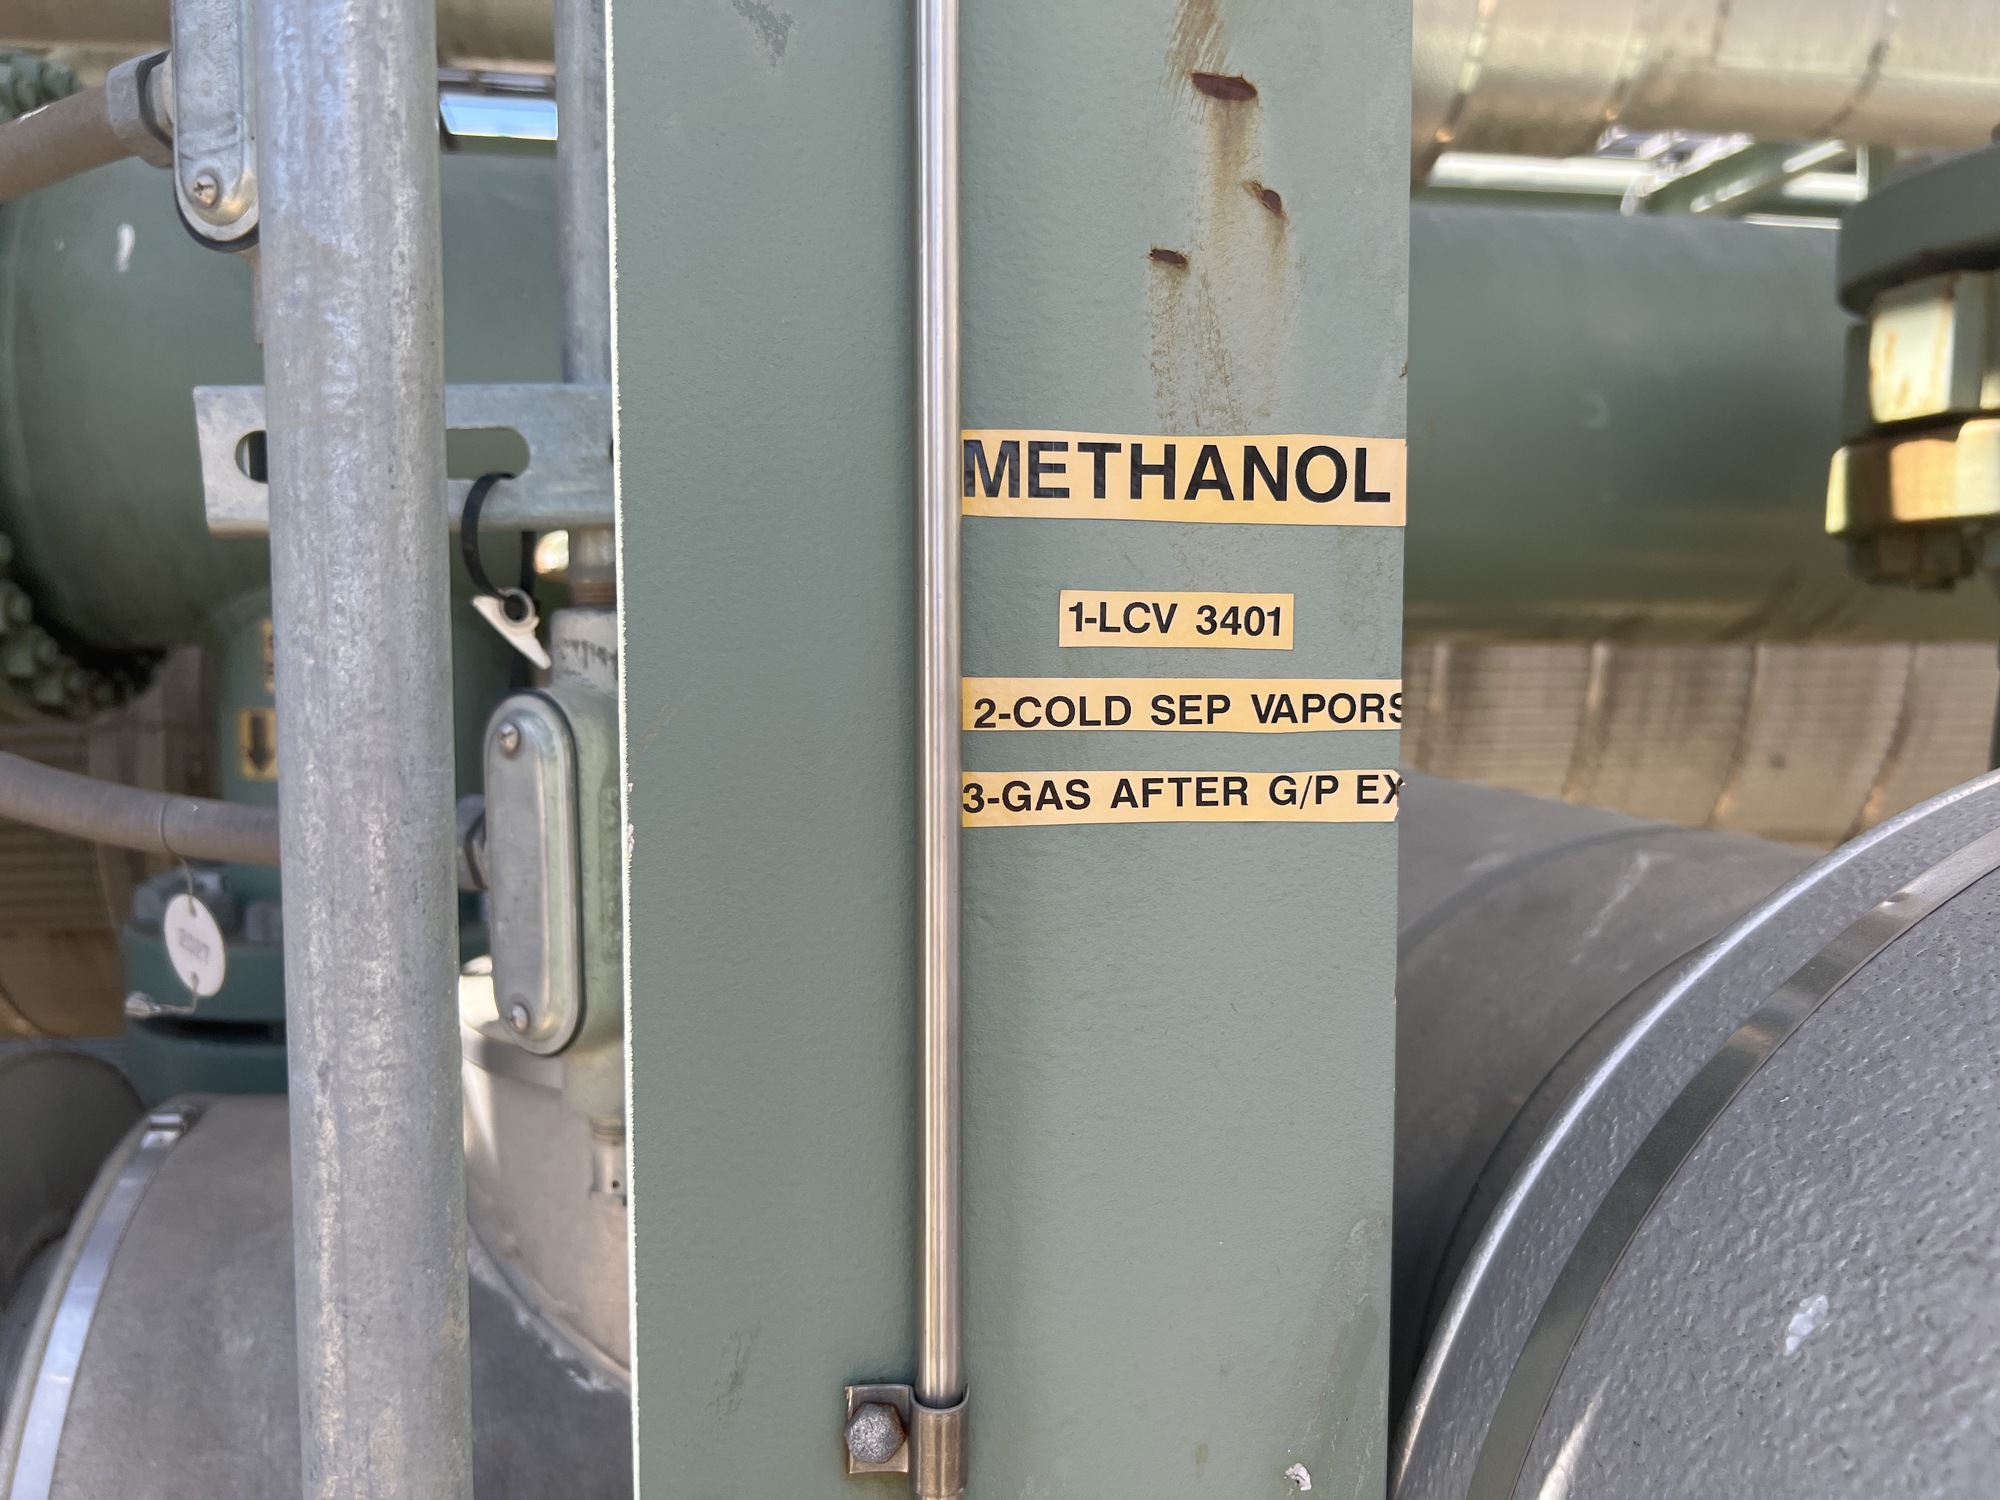 METHANOL
1-LCV 3401
2-COLD SEP VAPORS
3-GAS AFTER G/P EX